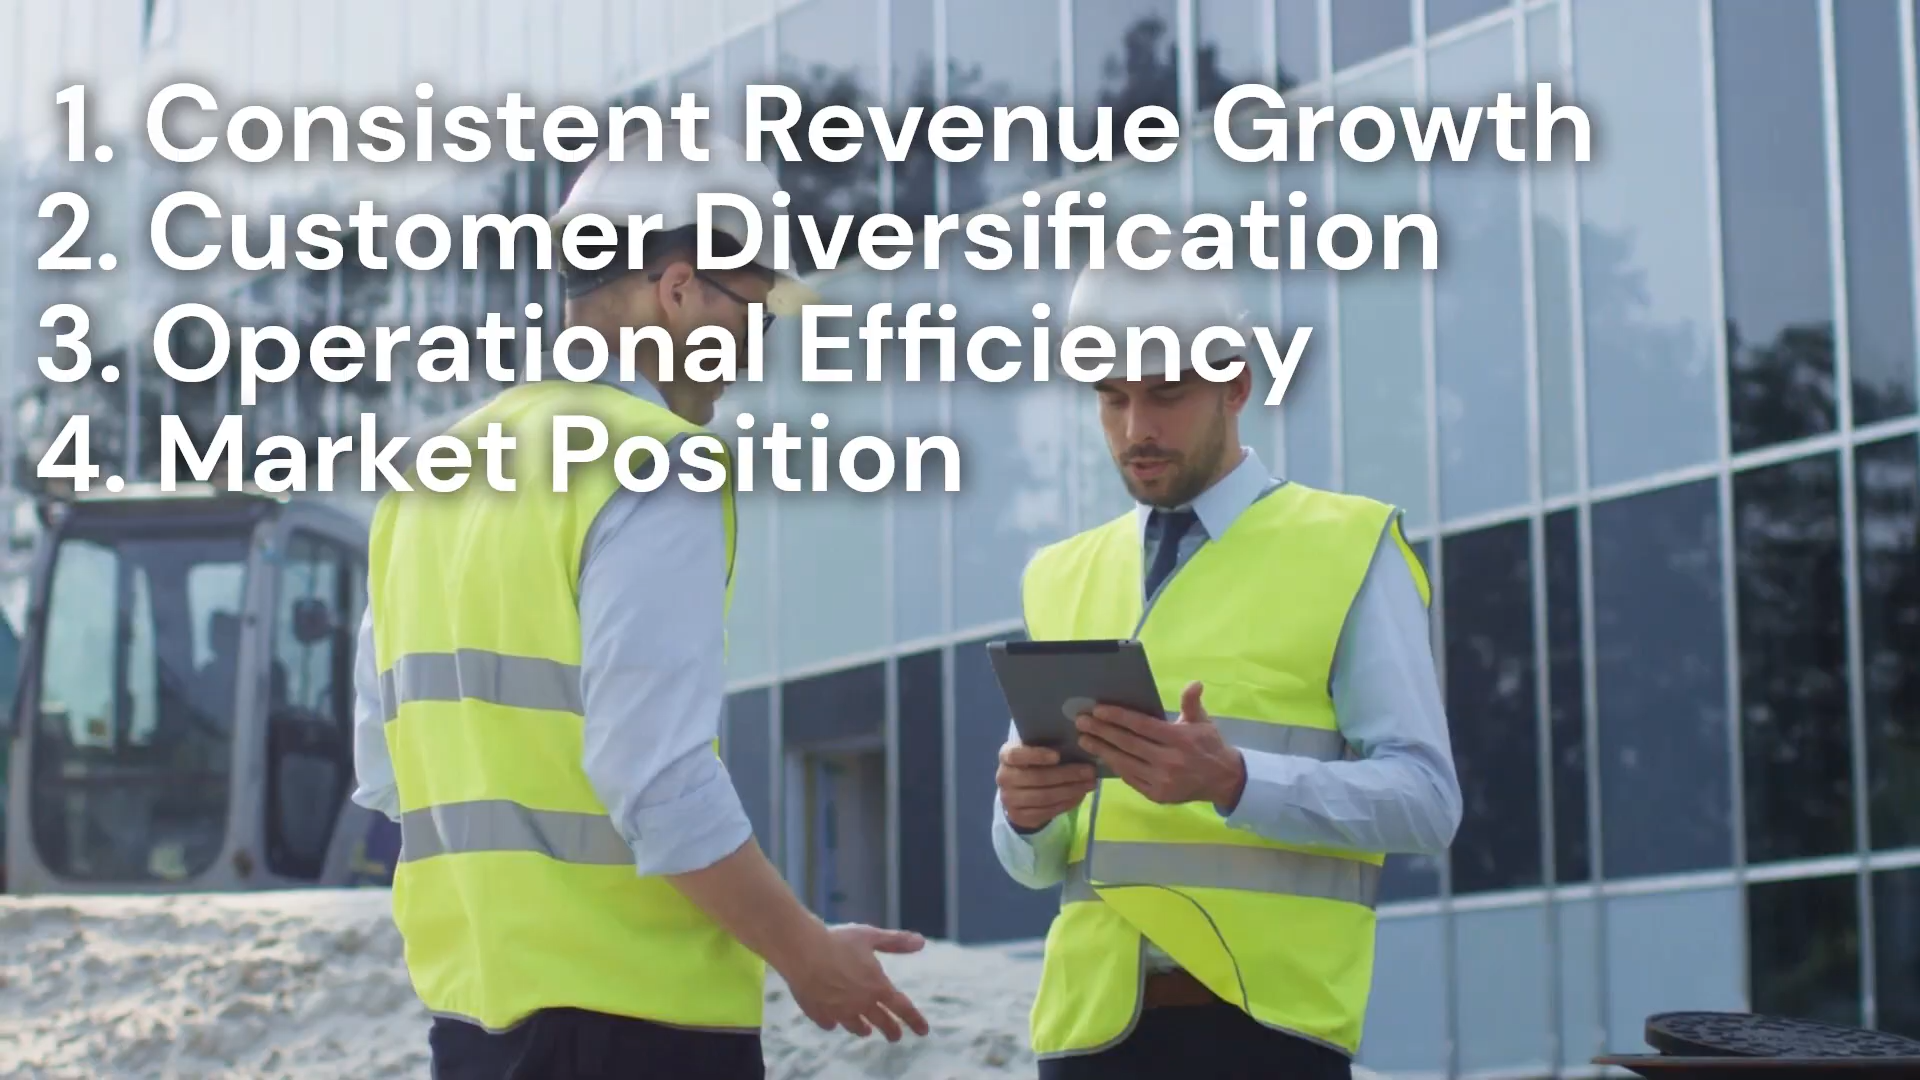 1. Consistent Revenue Growth
2. Customer Diversification
3. Operational Efficiency
4. Market Position